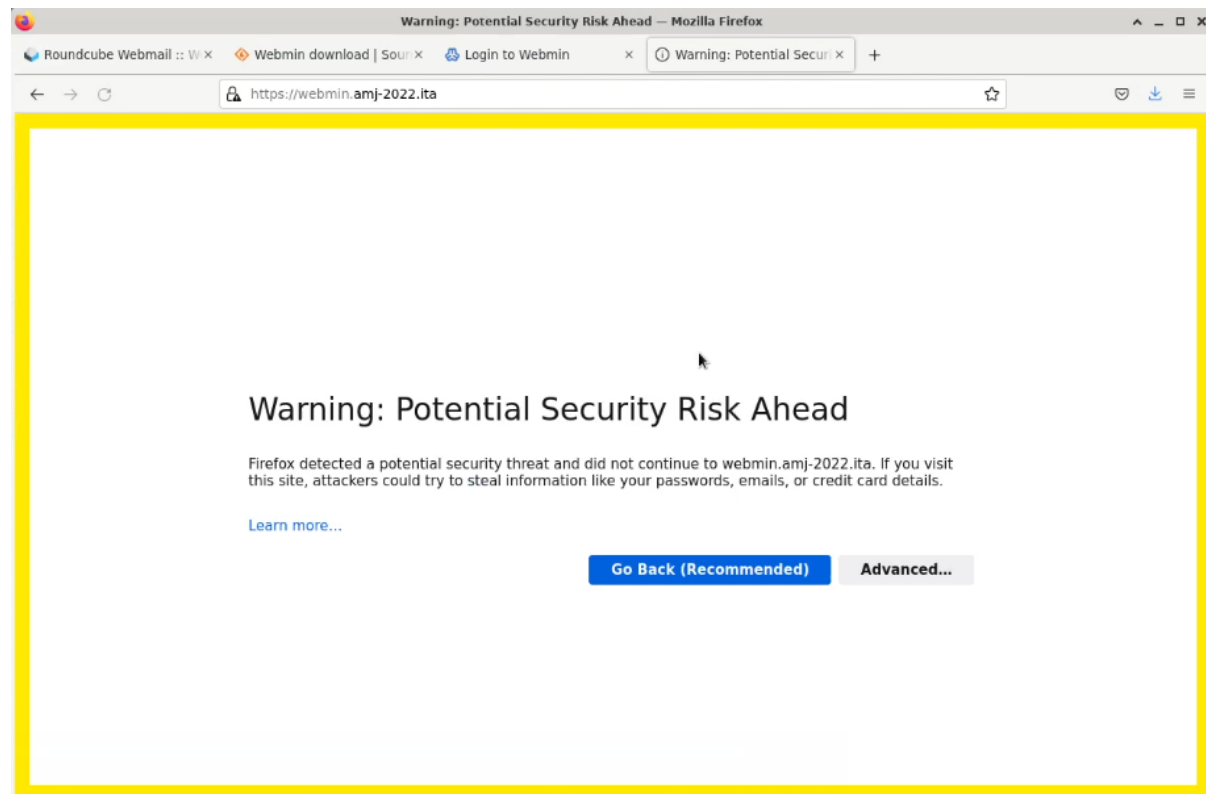 Warning: Potential Security Risk Ahead — Mozilla Firefox
Roundcube Webmail :: W
Webmin download | Sour
Login to Webmin
Warning: Potential Securi
https://webmin.amj-2022.ita
Warning: Potential Security Risk Ahead
Firefox detected a potential security threat and did not continue to webmin.amj-2022.ita. If you visit
this site, attackers could try to steal information like your passwords, emails, or credit card details.
Learn more...
Go Back (Recommended)
Advanced...